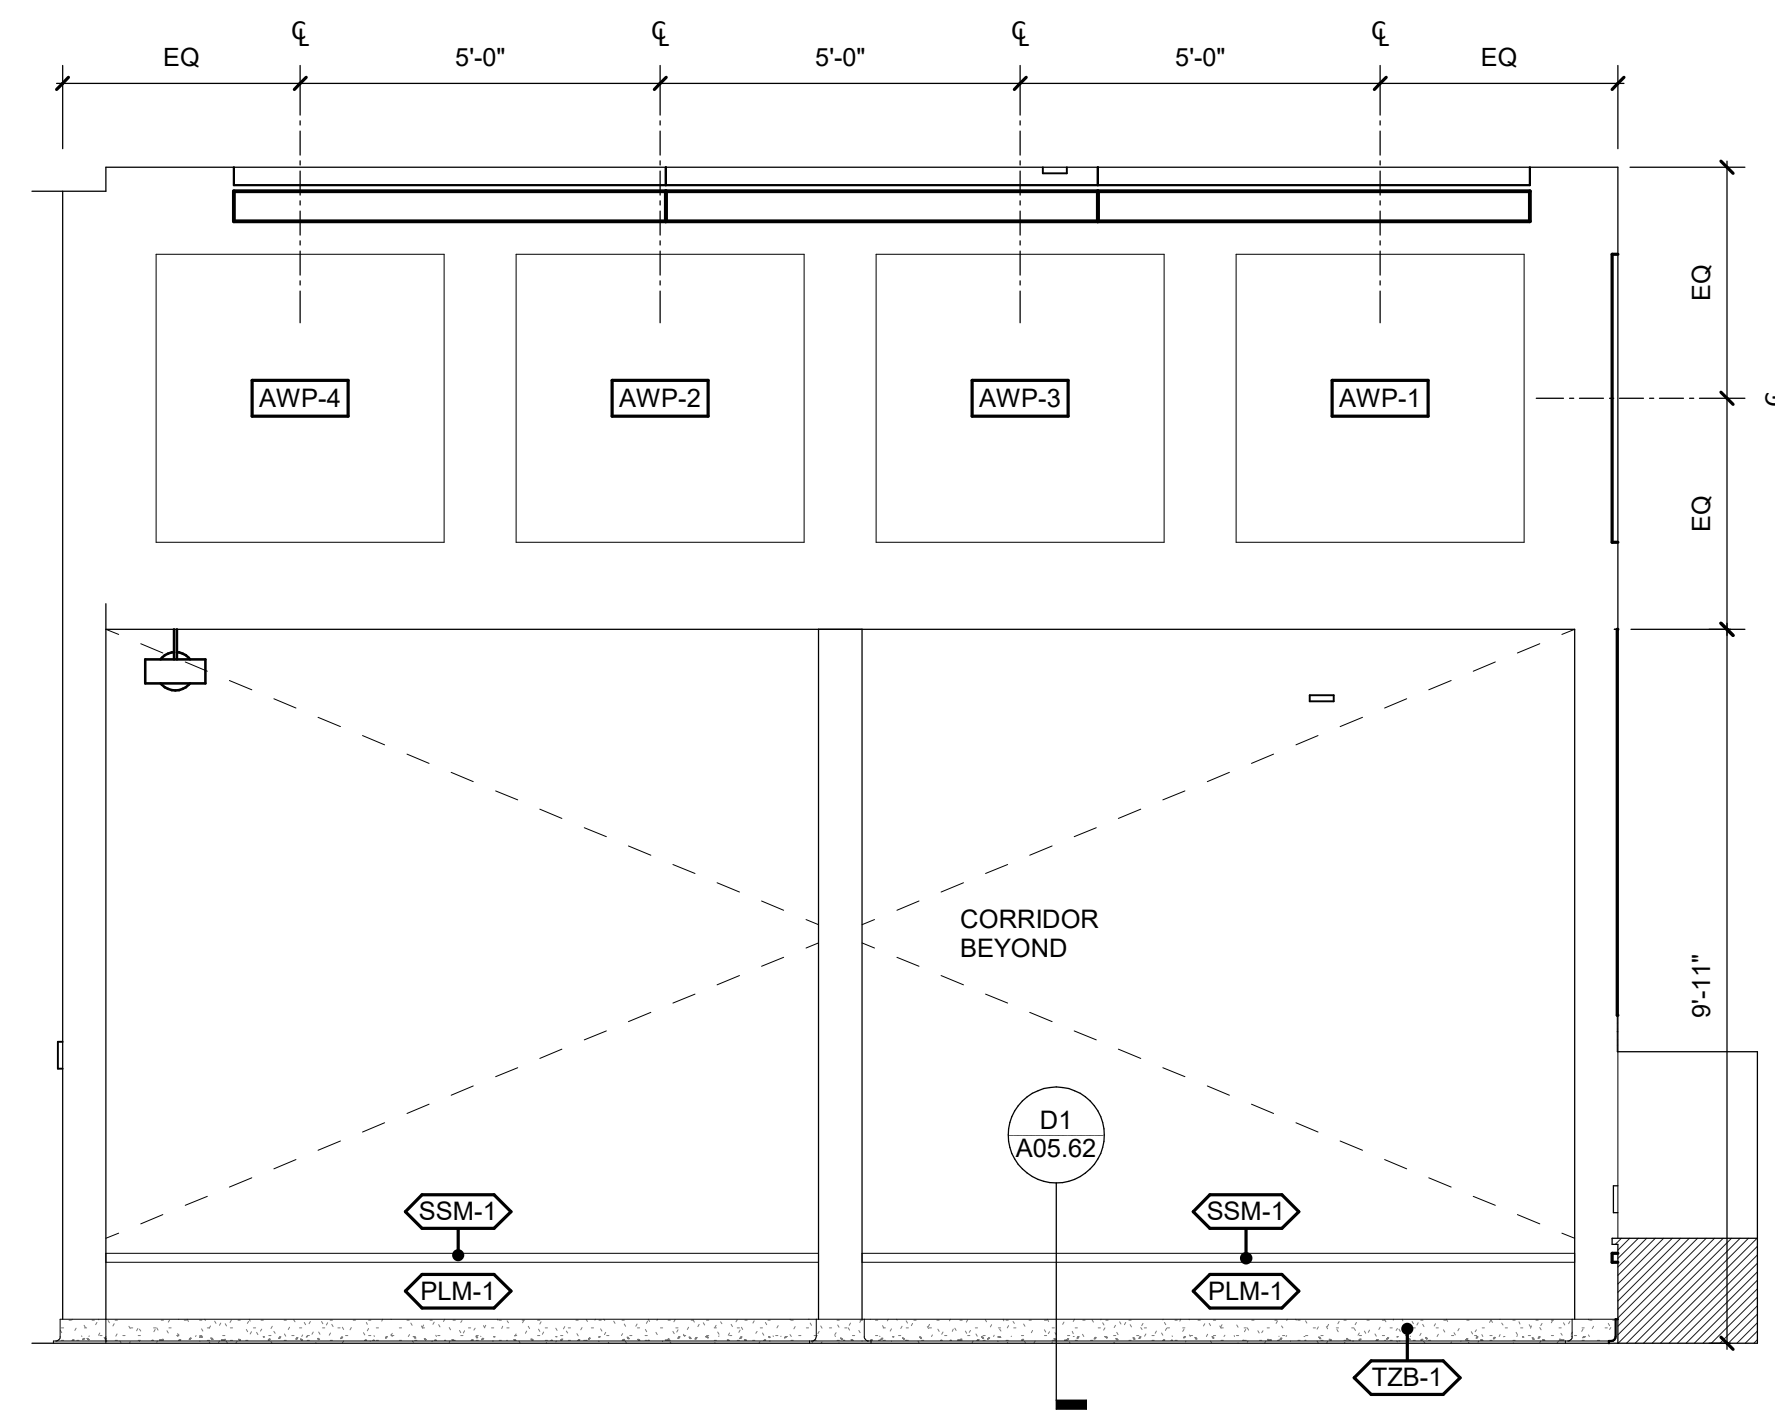 ℄ ℄ ℄ ℄
EQ 5'-0" 5'-0" 5'-0" EQ
EQ
AWP-4 AWP-2 AWP-3 AWP-1
EQ
CORRIDOR
BEYOND
9'-11"
D1
A05.62
SSM-1 SSM-1
PLM-1 PLM-1
TZB-1